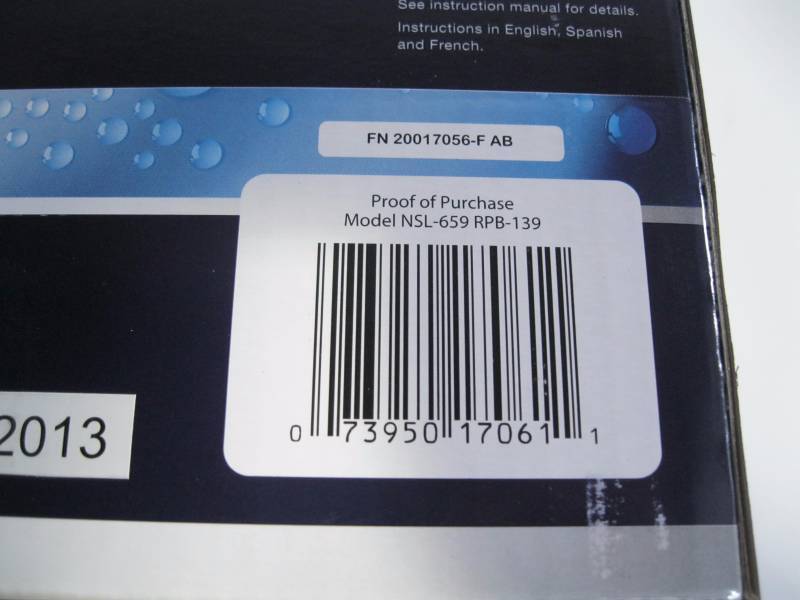 See instruction manual for details.
Instructions in English, Spanish
and French.
FN 20017056-F AB
Proof of Purchase
Model NSL-659 RPB-139
0 73950 17061 1
2013